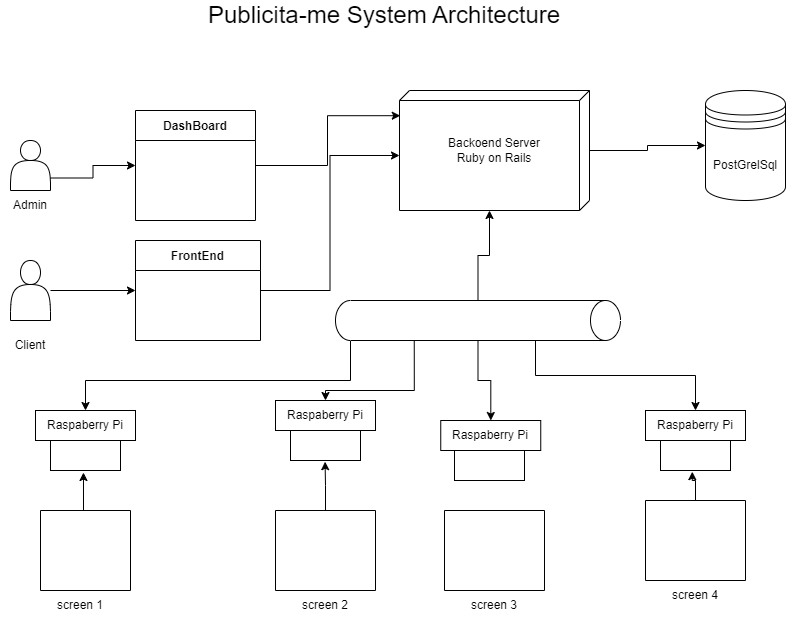 Publicita-me System Architecture
DashBoard
Backoend Server
Ruby on Rails
PostGrelSql
Admin
FrontEnd
Client
Raspaberry Pi
Raspaberry Pi
Raspaberry Pi
Raspaberry Pi
screen 1
screen 2
screen 3
screen 4